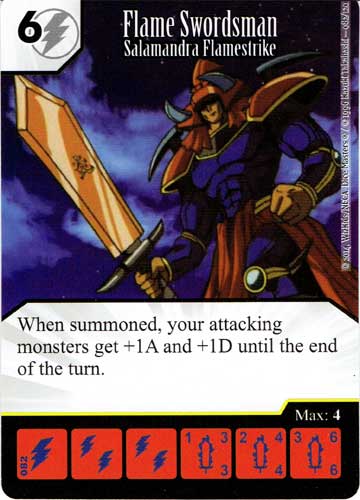 6
Flame Swordsman
Salamandra Flamestrike
When summoned, your attacking
monsters get +1A and +1D until the end
of the turn.
Max: 4
082
1 3 3
2 4 4
3 6 6